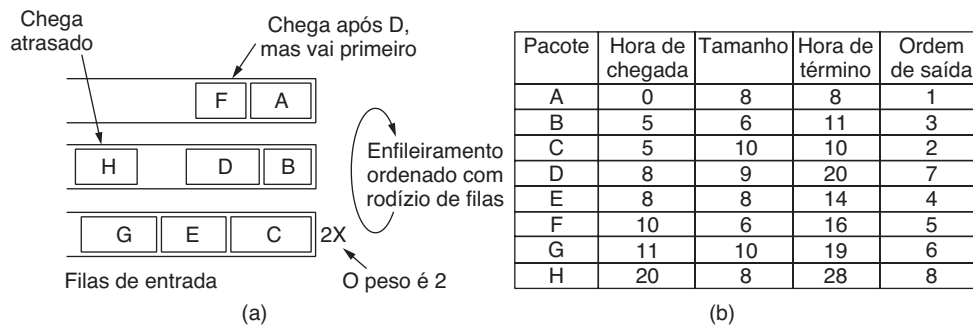 Chega
atrasado
Chega após D,
mas vai primeiro
F A
H D B
G E C 2X
Enfileiramento
ordenado com
rodízio de filas
Filas de entrada
O peso é 2
(a)
Pacote Hora de chegada Tamanho Hora de término Ordem de saída
A 0 8 8 1
B 5 6 11 3
C 5 10 10 2
D 8 9 20 7
E 8 8 14 4
F 10 6 16 5
G 11 10 19 6
H 20 8 28 8
(b)